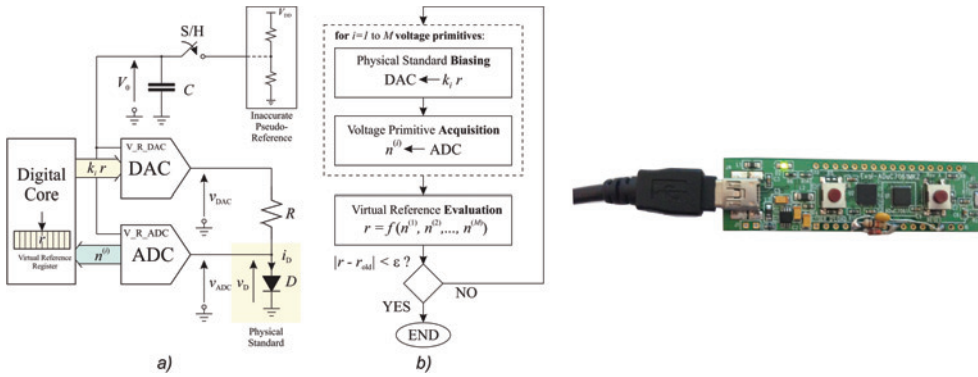 V_DD
S/H
V_0
C
Inaccurate
Pseudo-
Reference
V_R_DAC
k_i r
DAC
Digital
Core
r
Virtual Reference
Register
v_DAC
R
V_R_ADC
n^(i)
ADC
v_ADC
v_D
i_D
D
Physical
Standard
a)
for i=1 to M voltage primitives:
Physical Standard Biasing
DAC ← k_i r
Voltage Primitive Acquisition
n^(i) ← ADC
Virtual Reference Evaluation
r = f(n^(1), n^(2),..., n^(M))
|r - r_old| < ε ?
NO
YES
END
b)